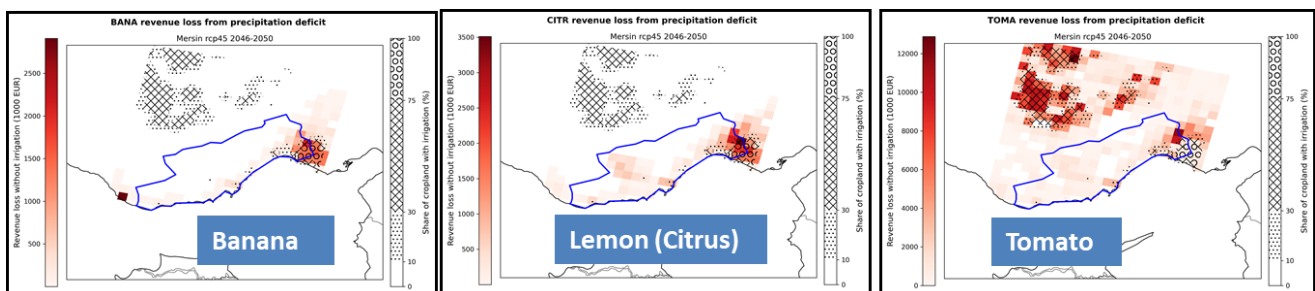 BANA revenue loss from precipitation deficit
Mersin rcp45 2046-2050
Revenue loss without irrigation (1000 EUR)
2500
2000
1500
1000
500
Share of cropland with irrigation (%)
100
75
30
10
0
Banana
CITR revenue loss from precipitation deficit
Mersin rcp45 2046-2050
Revenue loss without irrigation (1000 EUR)
3500
3000
2500
2000
1500
1000
500
Share of cropland with irrigation (%)
100
75
30
10
0
Lemon (Citrus)
TOMA revenue loss from precipitation deficit
Mersin rcp45 2046-2050
Revenue loss without irrigation (1000 EUR)
12000
10000
8000
6000
4000
2000
0
Share of cropland with irrigation (%)
100
75
30
10
0
Tomato